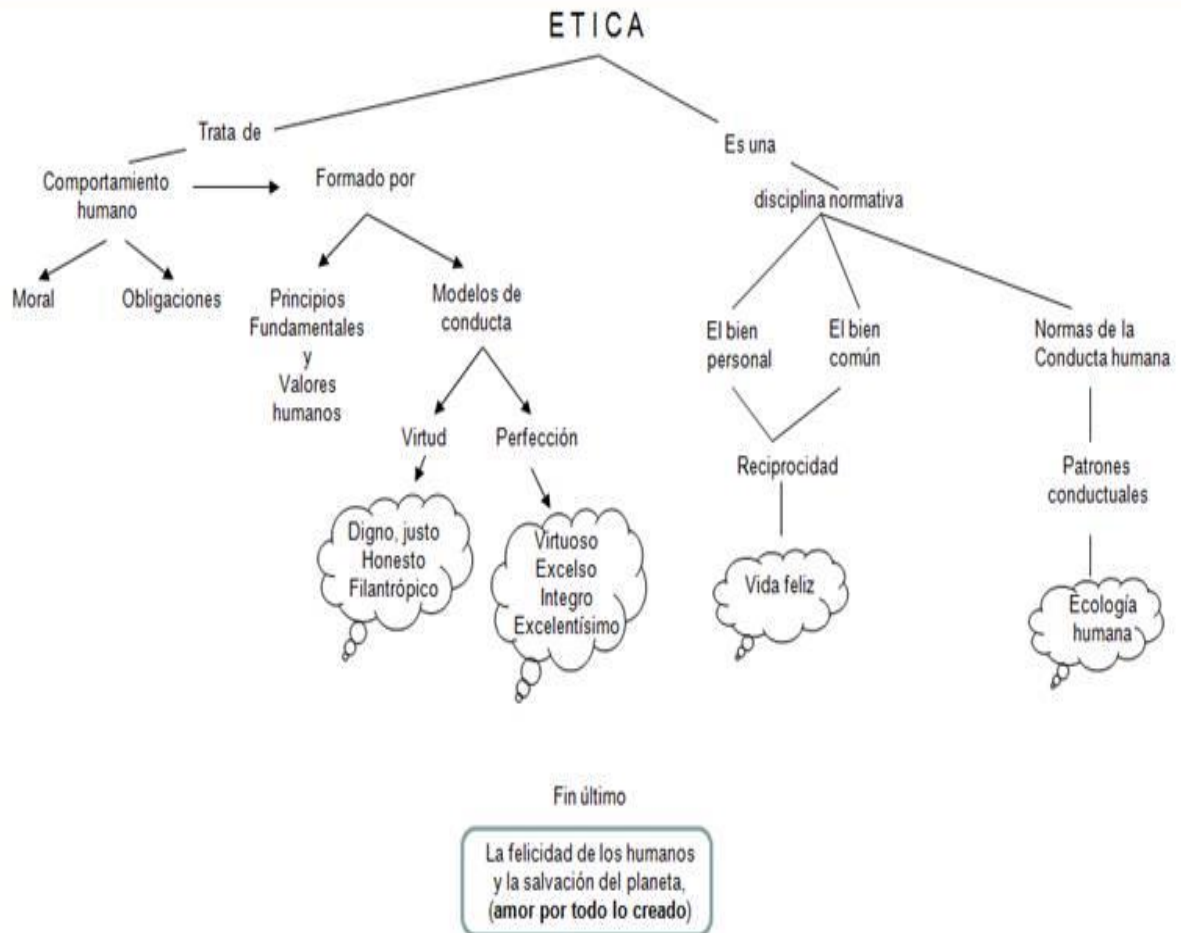 ETICA
Trata de
Es una
Comportamiento
humano
Formado por
disciplina normativa
Moral
Obligaciones
Principios
Fundamentales
y
Valores
humanos
Modelos de
conducta
El bien
personal
El bien
común
Normas de la
Conducta humana
Virtud
Perfección
Reciprocidad
Patrones
conductuales
Digno, justo
Honesto
Filantrópico
Virtuoso
Excelso
Integro
Excelentísimo
Vida feliz
Ecología
humana
Fin último
La felicidad de los humanos
y la salvación del planeta,
(amor por todo lo creado)